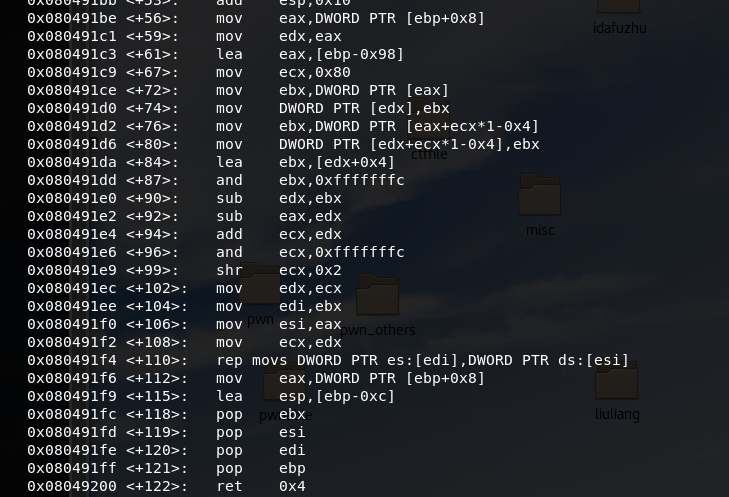 0x080491bb <+53>: add esp,0x10
0x080491be <+56>: mov eax,DWORD PTR [ebp+0x8]
0x080491c1 <+59>: mov edx,eax
0x080491c3 <+61>: lea eax,[ebp-0x98]
0x080491c9 <+67>: mov ecx,0x80
0x080491ce <+72>: mov ebx,DWORD PTR [eax]
0x080491d0 <+74>: mov DWORD PTR [edx],ebx
0x080491d2 <+76>: mov ebx,DWORD PTR [eax+ecx*1-0x4]
0x080491d6 <+80>: mov DWORD PTR [edx+ecx*1-0x4],ebx
0x080491da <+84>: lea ebx,[edx+0x4]
0x080491dd <+87>: and ebx,0xfffffffc
0x080491e0 <+90>: sub edx,ebx
0x080491e2 <+92>: sub eax,edx
0x080491e4 <+94>: add ecx,edx
0x080491e6 <+96>: and ecx,0xfffffffc
0x080491e9 <+99>: shr ecx,0x2
0x080491ec <+102>: mov edx,ecx
0x080491ee <+104>: mov edi,ebx
0x080491f0 <+106>: mov esi,eax
0x080491f2 <+108>: mov ecx,edx
0x080491f4 <+110>: rep movs DWORD PTR es:[edi],DWORD PTR ds:[esi]
0x080491f6 <+112>: mov eax,DWORD PTR [ebp+0x8]
0x080491f9 <+115>: lea esp,[ebp-0xc]
0x080491fc <+118>: pop ebx
0x080491fd <+119>: pop esi
0x080491fe <+120>: pop edi
0x080491ff <+121>: pop ebp
0x08049200 <+122>: ret 0x4
idafuzhu
ctffile
misc
pwn
pwn_others
liuliang